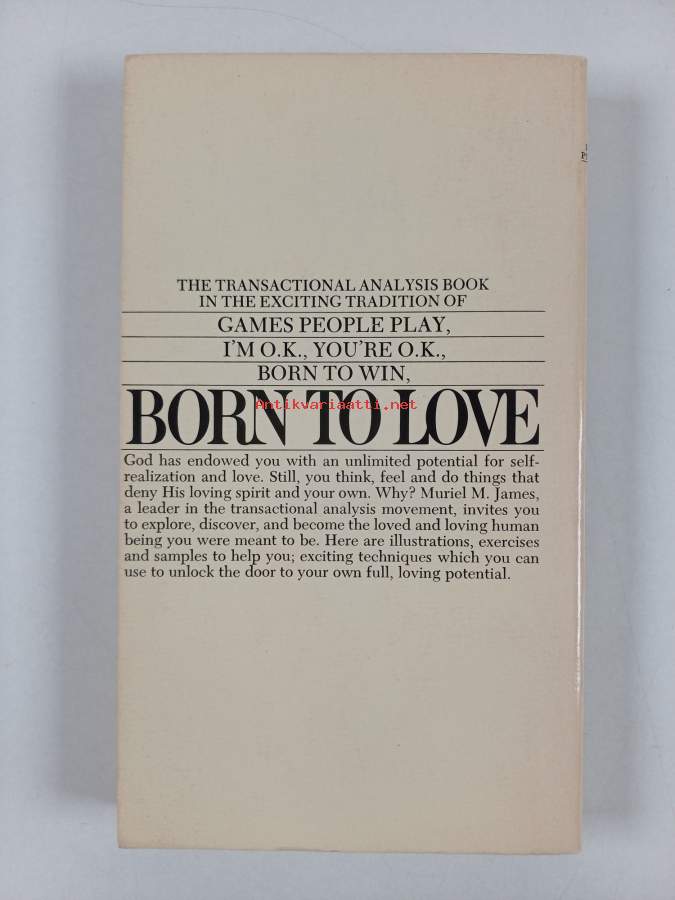 THE TRANSACTIONAL ANALYSIS BOOK
IN THE EXCITING TRADITION OF
GAMES PEOPLE PLAY,
I'M O.K., YOU'RE O.K.,
BORN TO WIN,
BORN TO LOVE
Antikvariaatti.net
God has endowed you with an unlimited potential for self-
realization and love. Still, you think, feel and do things that
deny His loving spirit and your own. Why? Muriel M. James,
a leader in the transactional analysis movement, invites you
to explore, discover, and become the loved and loving human
being you were meant to be. Here are illustrations, exercises
and samples to help you; exciting techniques which you can
use to unlock the door to your own full, loving potential.